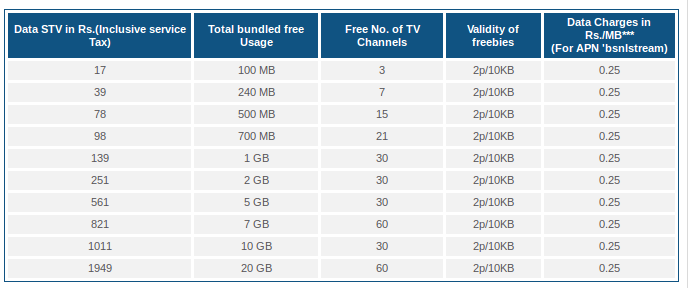 Data STV in Rs.(Inclusive service Tax) Total bundled free Usage Free No. of TV Channels Validity of freebies Data Charges in Rs./MB*** (For APN 'bsnlstream)
17 100 MB 3 2p/10KB 0.25
39 240 MB 7 2p/10KB 0.25
78 500 MB 15 2p/10KB 0.25
98 700 MB 21 2p/10KB 0.25
139 1 GB 30 2p/10KB 0.25
251 2 GB 30 2p/10KB 0.25
561 5 GB 30 2p/10KB 0.25
821 7 GB 60 2p/10KB 0.25
1011 10 GB 30 2p/10KB 0.25
1949 20 GB 60 2p/10KB 0.25